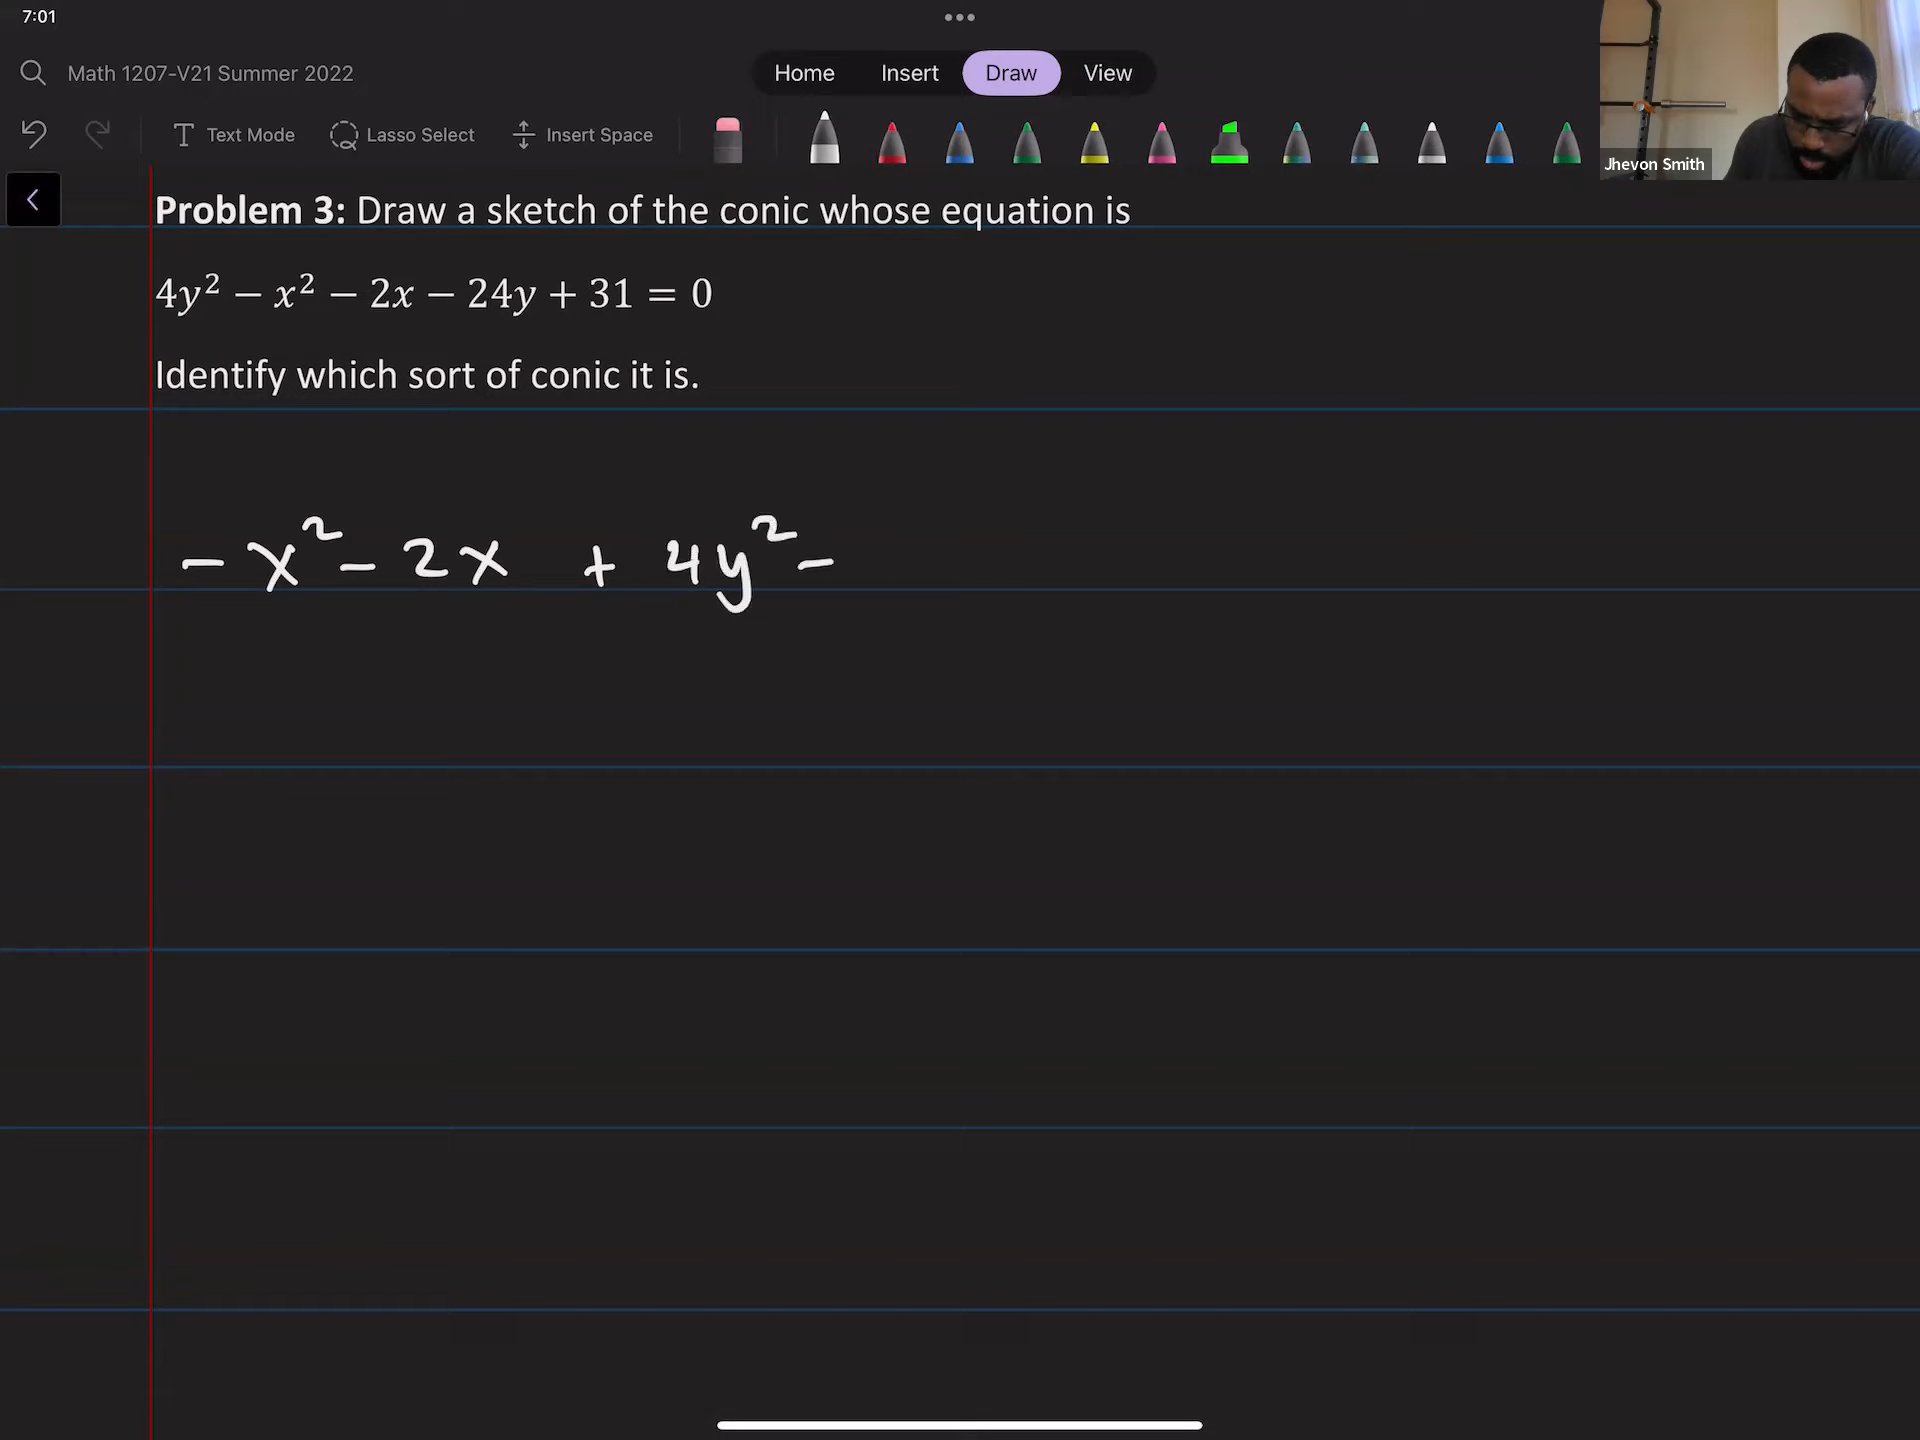 7:01
Math 1207-V21 Summer 2022
Home Insert Draw View
Text Mode Lasso Select Insert Space
Jhevon Smith
Problem 3: Draw a sketch of the conic whose equation is
4y² − x² − 2x − 24y + 31 = 0
Identify which sort of conic it is.
- x² - 2x + 4y² -